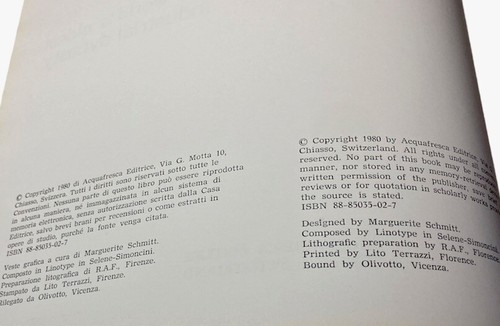 © Copyright 1980 di Acquafresca Editrice, Via G. Motta 10,
Chiasso, Svizzera. Tutti i diritti sono riservati sotto tutte le
Convenzioni. Nessuna parte di questo libro può essere riprodotta
in alcuna maniera, né immagazzinata in alcun sistema di
memoria elettronica, senza autorizzazione scritta dalla Casa
Editrice, salvo brevi brani per recensioni o come estratti in
opere di studio, purché la fonte venga citata.
ISBN 88-85035-02-7
Veste grafica a cura di Marguerite Schmitt.
Composto in Linotype in Selene-Simoncini.
Preparazione litografica di R.A.F., Firenze.
Stampato da Lito Terrazzi, Firenze.
Rilegato da Olivotto, Vicenza.
© Copyright 1980 by Acquafresca Editrice, Via
Chiasso, Switzerland. All rights under all
reserved. No part of this book may be
manner, nor stored in any memory-retrieval
written permission of the publisher, save
reviews or for quotation in scholarly works
the source is stated.
ISBN 88-85035-02-7
Designed by Marguerite Schmitt.
Composed by Linotype in Selene-Simoncini.
Lithografic preparation by R.A.F., Florence.
Printed by Lito Terrazzi, Florence.
Bound by Olivotto, Vicenza.